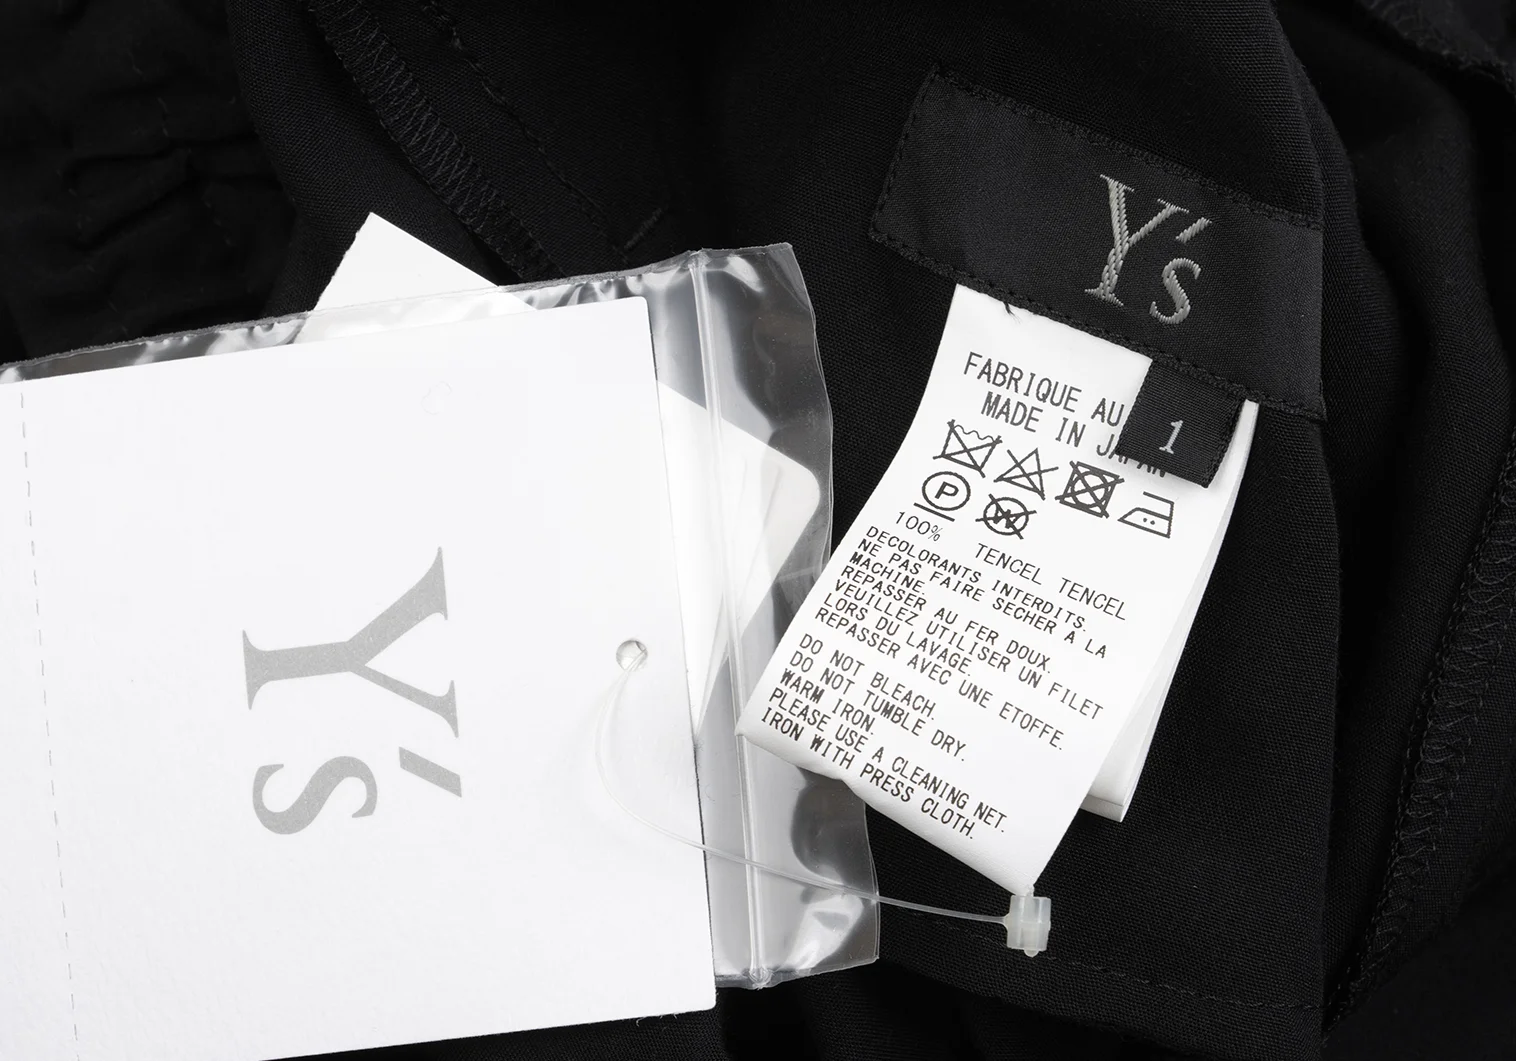 Y's
1
FABRIQUE AU
MADE IN JAPAN
P
W
100% TENCEL TENCEL
DECOLORANTS INTERDITS.
NE PAS FAIRE SECHER A LA
MACHINE.
REPASSER AU FER DOUX.
VEUILLEZ UTILISER UN FILET
LORS DU LAVAGE.
REPASSER AVEC UNE ETOFFE.
DO NOT BLEACH.
DO NOT TUMBLE DRY.
WARM IRON.
PLEASE USE A CLEANING NET.
IRON WITH PRESS CLOTH.
Y's